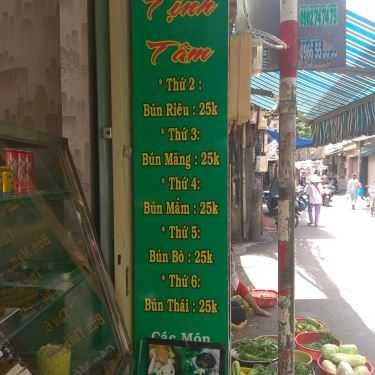 Tịnh
Tâm
* Thứ 2 :
Bún Riêu : 25k
* Thứ 3:
Bún Măng : 25k
* Thứ 4:
Bún Mắm : 25k
* Thứ 5:
Bún Bò : 25k
* Thứ 6:
Bún Thái : 25k
Các Món